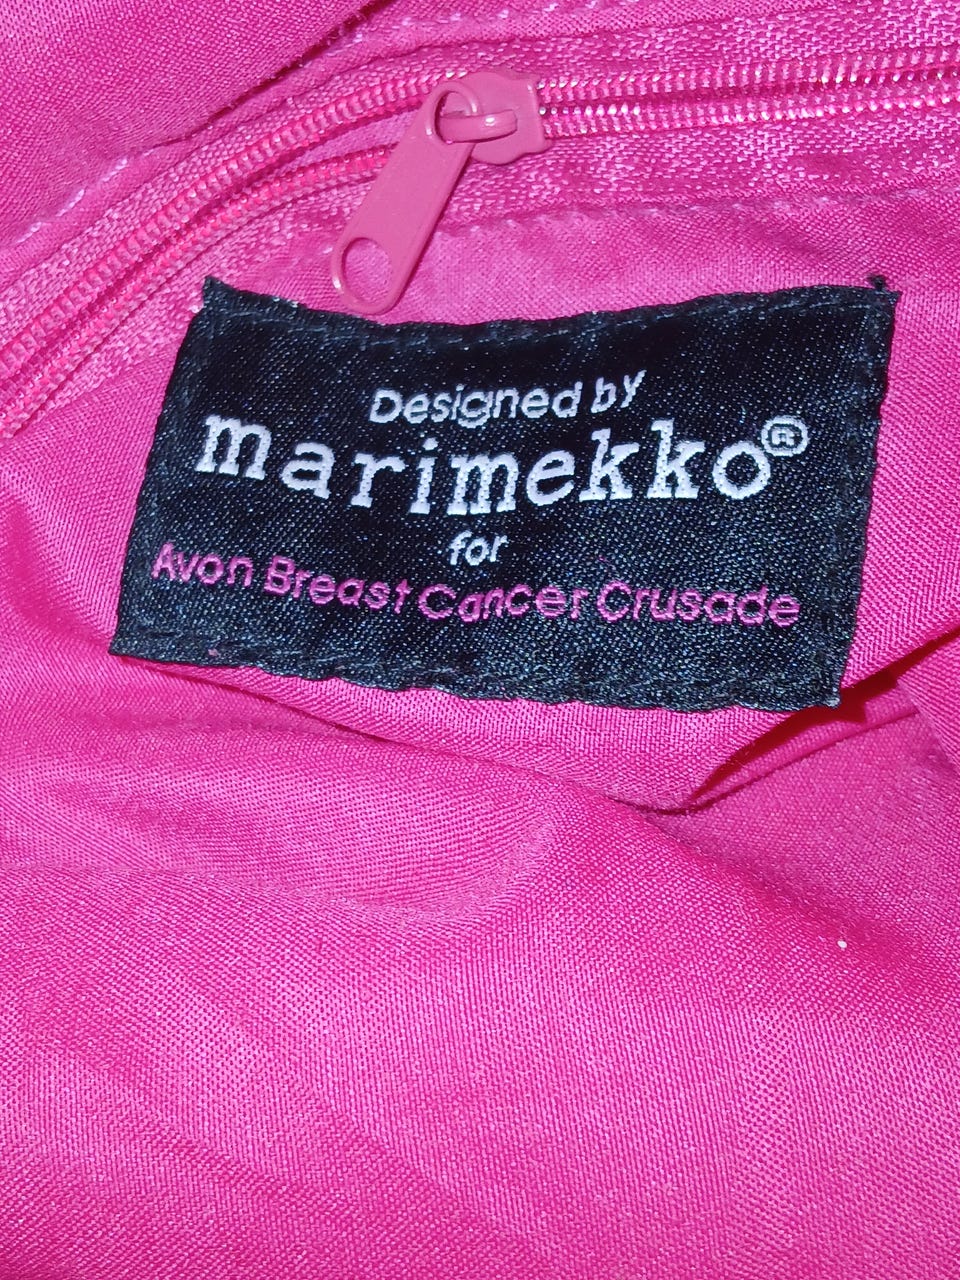 Designed by
marimekko®
for
Avon Breast Cancer Crusade